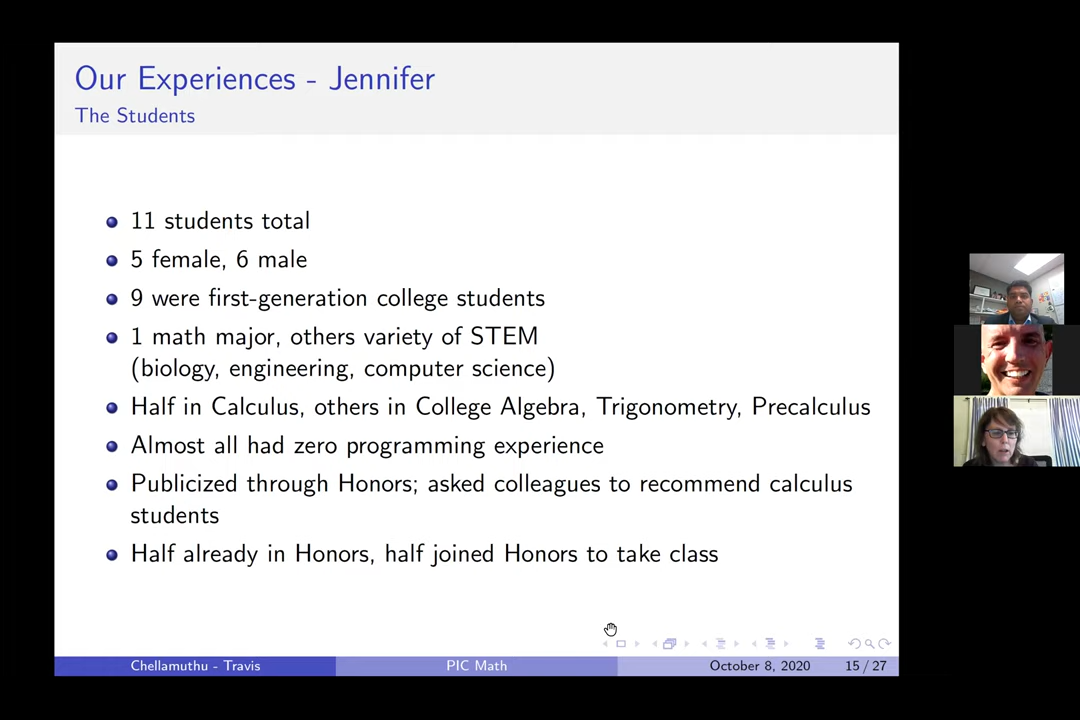 Our Experiences - Jennifer
The Students
11 students total
5 female, 6 male
9 were first-generation college students
1 math major, others variety of STEM
(biology, engineering, computer science)
Half in Calculus, others in College Algebra, Trigonometry, Precalculus
Almost all had zero programming experience
Publicized through Honors; asked colleagues to recommend calculus
students
Half already in Honors, half joined Honors to take class
Chellamuthu - Travis PIC Math October 8, 2020 15 / 27